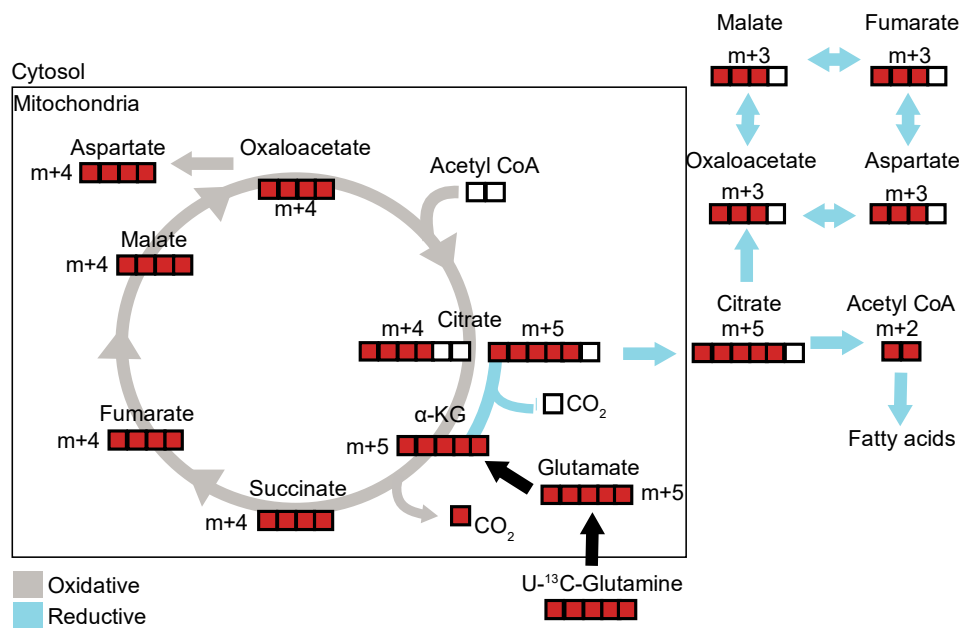 Malate
Fumarate
m+3
m+3
Cytosol
Mitochondria
Aspartate
m+4
Oxaloacetate
m+4
Acetyl CoA
Oxaloacetate
m+3
Aspartate
m+3
Malate
m+4
Citrate
m+4
m+5
Citrate
m+5
Acetyl CoA
m+2
CO₂
α-KG
m+5
Fatty acids
Fumarate
m+4
Glutamate
m+5
Succinate
m+4
CO₂
U-¹³C-Glutamine
Oxidative
Reductive